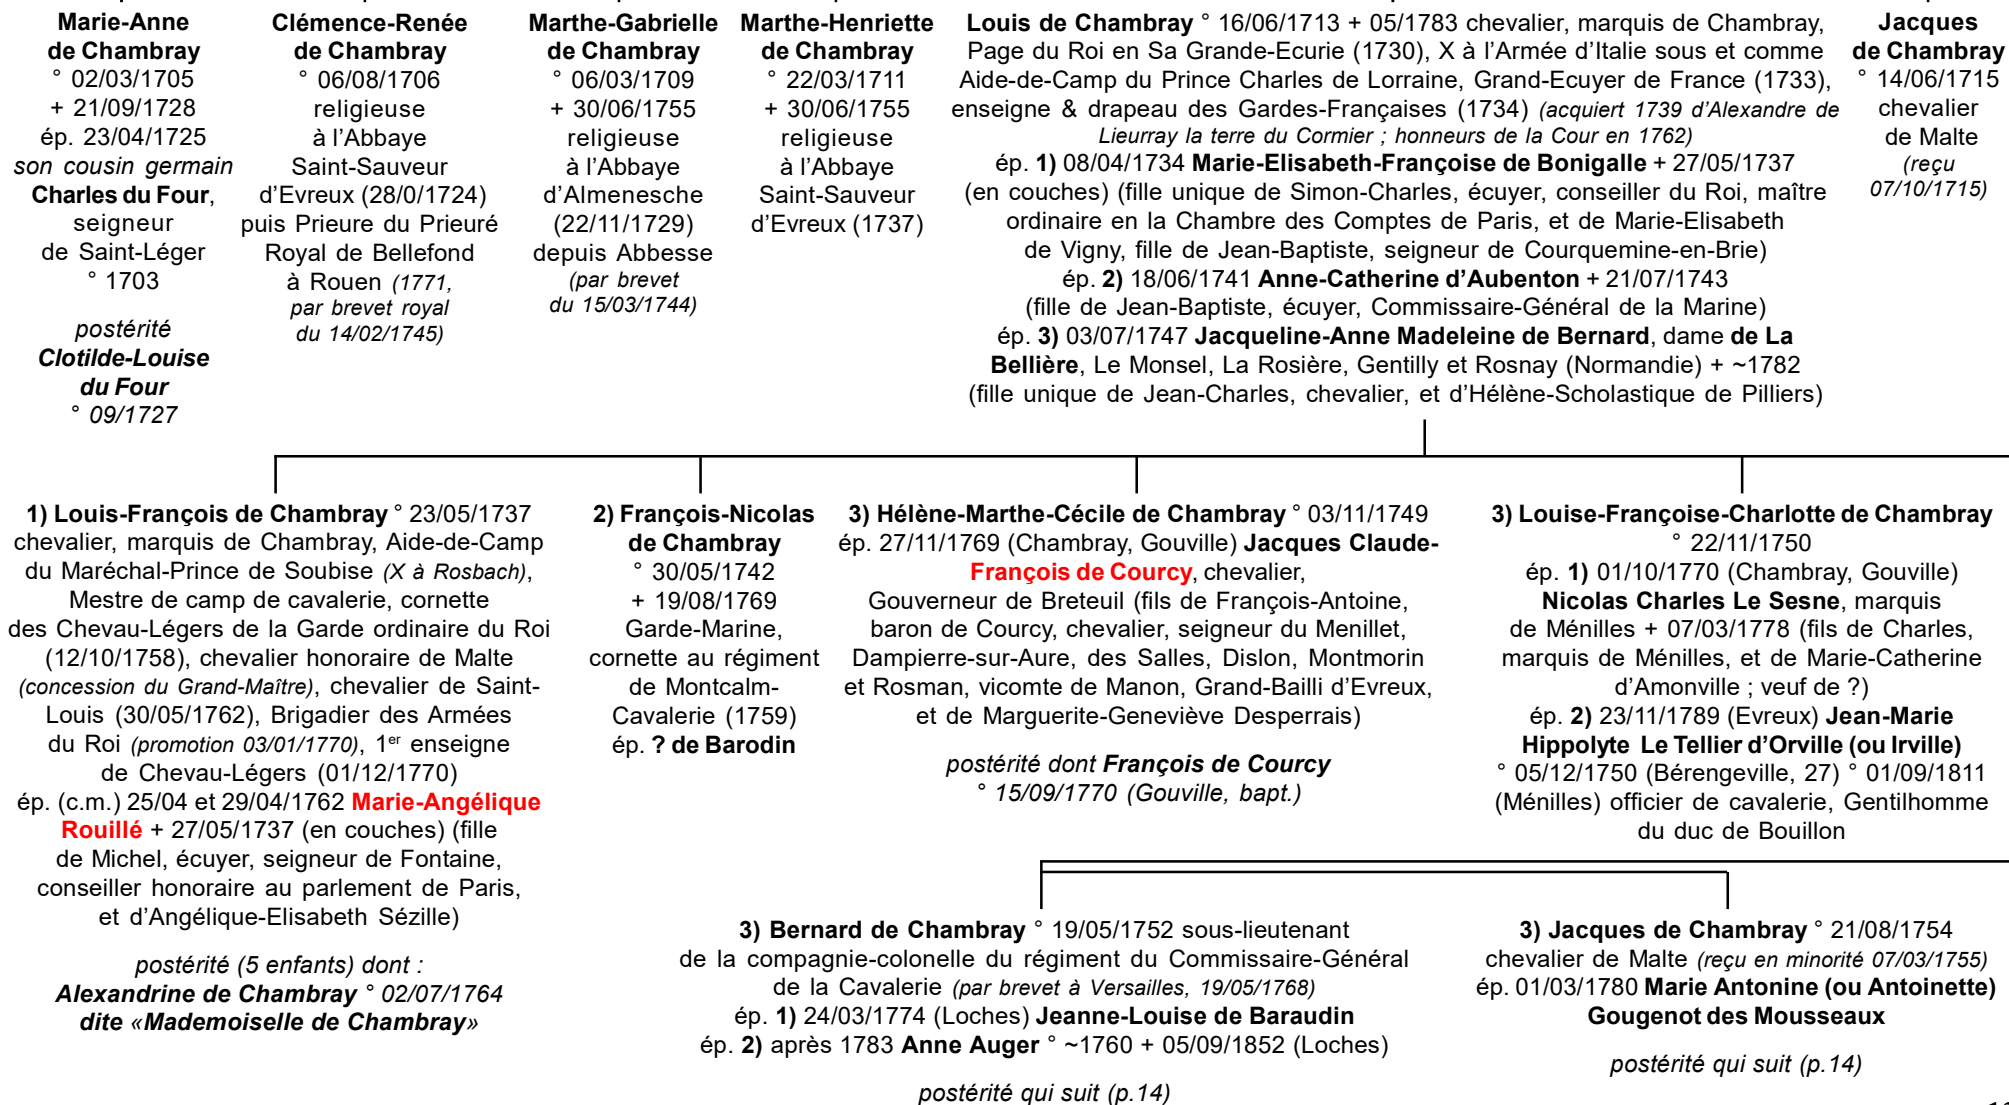 Marie-Anne
de Chambray
° 02/03/1705
+ 21/09/1728
ép. 23/04/1725
son cousin germain
Charles du Four,
seigneur
de Saint-Léger
° 1703
postérité
Clotilde-Louise
du Four
° 09/1727
Clémence-Renée
de Chambray
° 06/08/1706
religieuse
à l’Abbaye
Saint-Sauveur
d’Evreux (28/0/1724)
puis Prieure du Prieuré
Royal de Bellefond
à Rouen (1771,
par brevet royal
du 14/02/1745)
Marthe-Gabrielle
de Chambray
° 06/03/1709
+ 30/06/1755
religieuse
à l’Abbaye
d’Almenesche
(22/11/1729)
depuis Abbesse
(par brevet
du 15/03/1744)
Marthe-Henriette
de Chambray
° 22/03/1711
+ 30/06/1755
religieuse
à l’Abbaye
Saint-Sauveur
d’Evreux (1737)
Louis de Chambray ° 16/06/1713 + 05/1783 chevalier, marquis de Chambray,
Page du Roi en Sa Grande-Ecurie (1730), X à l’Armée d’Italie sous et comme
Aide-de-Camp du Prince Charles de Lorraine, Grand-Ecuyer de France (1733),
enseigne & drapeau des Gardes-Françaises (1734) (acquiert 1739 d’Alexandre de
Lieurray la terre du Cormier ; honneurs de la Cour en 1762)
ép. 1) 08/04/1734 Marie-Elisabeth-Françoise de Bonigalle + 27/05/1737
(en couches) (fille unique de Simon-Charles, écuyer, conseiller du Roi, maître
ordinaire en la Chambre des Comptes de Paris, et de Marie-Elisabeth
de Vigny, fille de Jean-Baptiste, seigneur de Courquemine-en-Brie)
ép. 2) 18/06/1741 Anne-Catherine d’Aubenton + 21/07/1743
(fille de Jean-Baptiste, écuyer, Commissaire-Général de la Marine)
ép. 3) 03/07/1747 Jacqueline-Anne Madeleine de Bernard, dame de La
Bellière, Le Monsel, La Rosière, Gentilly et Rosnay (Normandie) + ~1782
(fille unique de Jean-Charles, chevalier, et d’Hélène-Scholastique de Pilliers)
Jacques
de Chambray
° 14/06/1715
chevalier
de Malte
(reçu
07/10/1715)
1) Louis-François de Chambray ° 23/05/1737
chevalier, marquis de Chambray, Aide-de-Camp
du Maréchal-Prince de Soubise (X à Rosbach),
Mestre de camp de cavalerie, cornette
des Chevau-Légers de la Garde ordinaire du Roi
(12/10/1758), chevalier honoraire de Malte
(concession du Grand-Maître), chevalier de Saint-
Louis (30/05/1762), Brigadier des Armées
du Roi (promotion 03/01/1770), 1er enseigne
de Chevau-Légers (01/12/1770)
ép. (c.m.) 25/04 et 29/04/1762 Marie-Angélique
Rouillé + 27/05/1737 (en couches) (fille
de Michel, écuyer, seigneur de Fontaine,
conseiller honoraire au parlement de Paris,
et d’Angélique-Elisabeth Sézille)
postérité (5 enfants) dont :
Alexandrine de Chambray ° 02/07/1764
dite «Mademoiselle de Chambray»
2) François-Nicolas
de Chambray
° 30/05/1742
+ 19/08/1769
Garde-Marine,
cornette au régiment
de Montcalm-
Cavalerie (1759)
ép. ? de Barodin
3) Hélène-Marthe-Cécile de Chambray ° 03/11/1749
ép. 27/11/1769 (Chambray, Gouville) Jacques Claude-
François de Courcy, chevalier,
Gouverneur de Breteuil (fils de François-Antoine,
baron de Courcy, chevalier, seigneur du Menillet,
Dampierre-sur-Aure, des Salles, Dislon, Montmorin
et Rosman, vicomte de Manon, Grand-Bailli d’Evreux,
et de Marguerite-Geneviève Desperrais)
postérité dont François de Courcy
° 15/09/1770 (Gouville, bapt.)
3) Louise-Françoise-Charlotte de Chambray
° 22/11/1750
ép. 1) 01/10/1770 (Chambray, Gouville)
Nicolas Charles Le Sesne, marquis
de Ménilles + 07/03/1778 (fils de Charles,
marquis de Ménilles, et de Marie-Catherine
d’Amonville ; veuf de ?)
ép. 2) 23/11/1789 (Evreux) Jean-Marie
Hippolyte Le Tellier d’Orville (ou Irville)
° 05/12/1750 (Bérengeville, 27) ° 01/09/1811
(Ménilles) officier de cavalerie, Gentilhomme
du duc de Bouillon
3) Bernard de Chambray ° 19/05/1752 sous-lieutenant
de la compagnie-colonelle du régiment du Commissaire-Général
de la Cavalerie (par brevet à Versailles, 19/05/1768)
ép. 1) 24/03/1774 (Loches) Jeanne-Louise de Baraudin
ép. 2) après 1783 Anne Auger ° ~1760 + 05/09/1852 (Loches)
postérité qui suit (p.14)
3) Jacques de Chambray ° 21/08/1754
chevalier de Malte (reçu en minorité 07/03/1755)
ép. 01/03/1780 Marie Antonine (ou Antoinette)
Gougenot des Mousseaux
postérité qui suit (p.14)